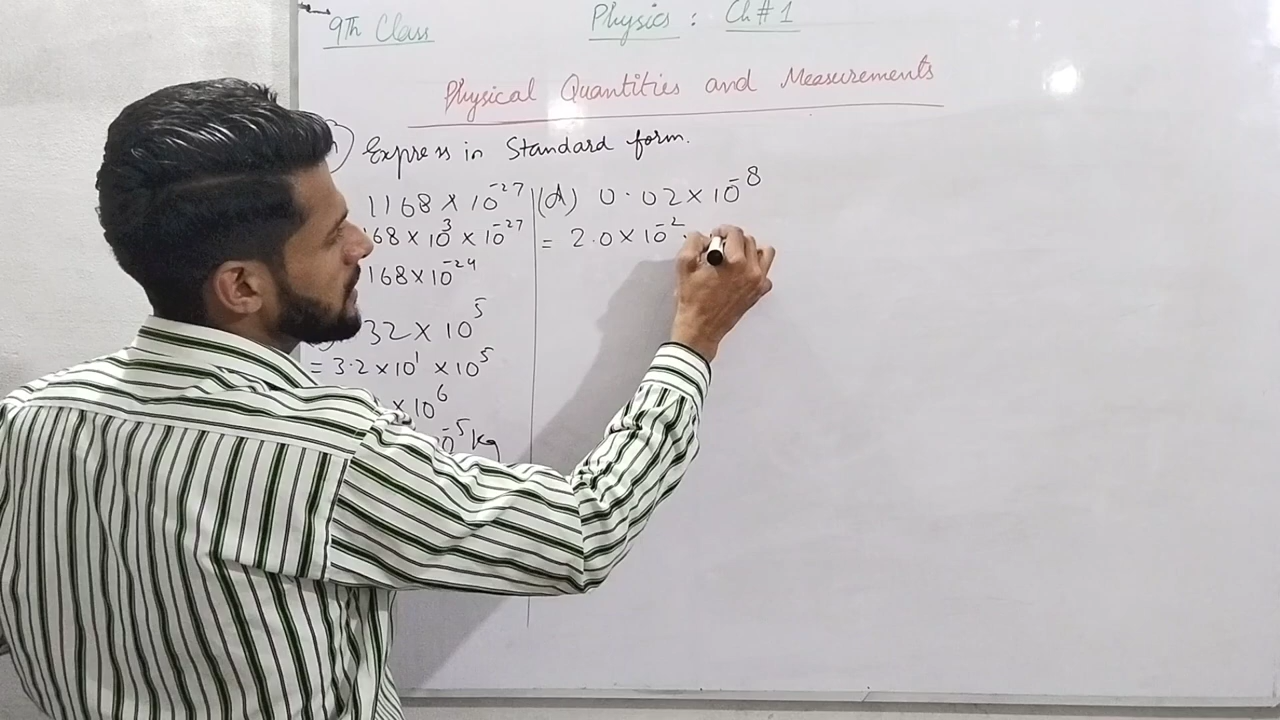 9Th Class
Physics : Ch # 1
Physical Quantities and Measurements
Express in Standard form.
1168 × 10⁻²⁷
68 × 10³ × 10⁻²⁷
168 × 10⁻²⁴
32 × 10⁵
= 3.2 × 10¹ × 10⁵
× 10⁶
10⁻⁵ kg
(d) 0.02 × 10⁻⁸
= 2.0 × 10⁻²